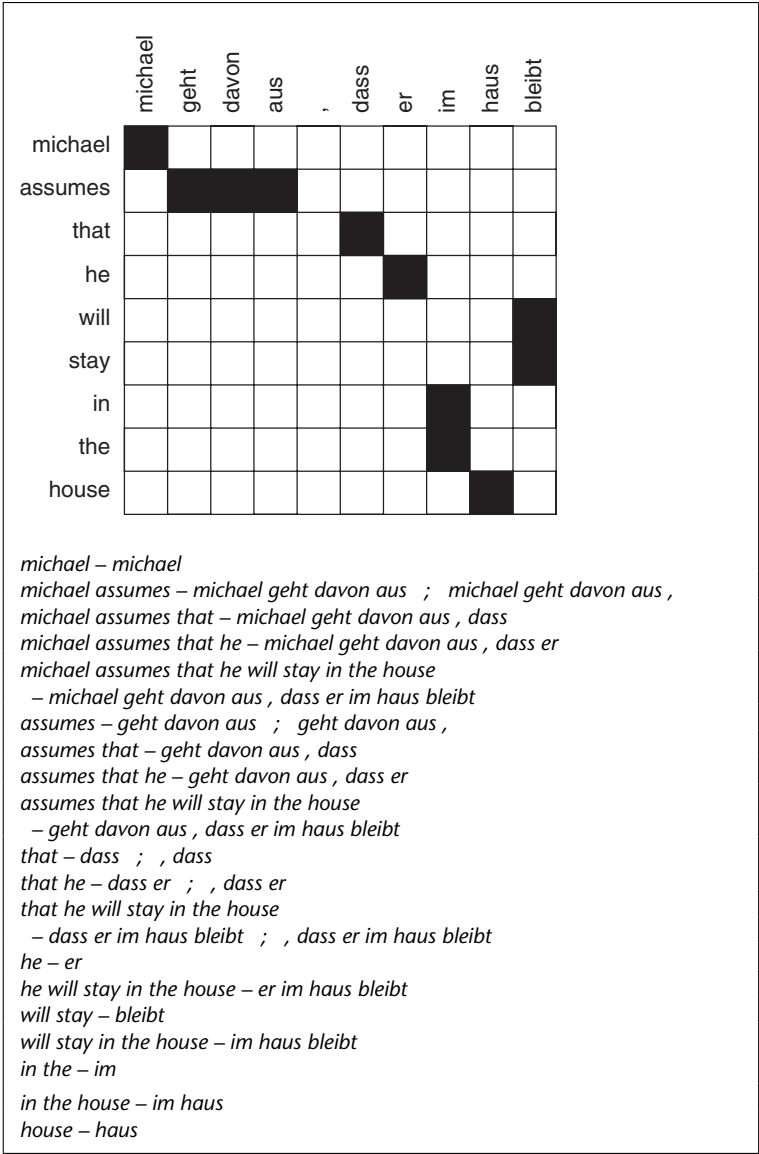 michael geht davon aus , dass er im haus bleibt
michael
assumes
that
he
will
stay
in
the
house
michael – michael
michael assumes – michael geht davon aus ; michael geht davon aus ,
michael assumes that – michael geht davon aus , dass
michael assumes that he – michael geht davon aus , dass er
michael assumes that he will stay in the house
– michael geht davon aus , dass er im haus bleibt
assumes – geht davon aus ; geht davon aus ,
assumes that – geht davon aus , dass
assumes that he – geht davon aus , dass er
assumes that he will stay in the house
– geht davon aus , dass er im haus bleibt
that – dass ; , dass
that he – dass er ; , dass er
that he will stay in the house
– dass er im haus bleibt ; , dass er im haus bleibt
he – er
he will stay in the house – er im haus bleibt
will stay – bleibt
will stay in the house – im haus bleibt
in the – im
in the house – im haus
house – haus